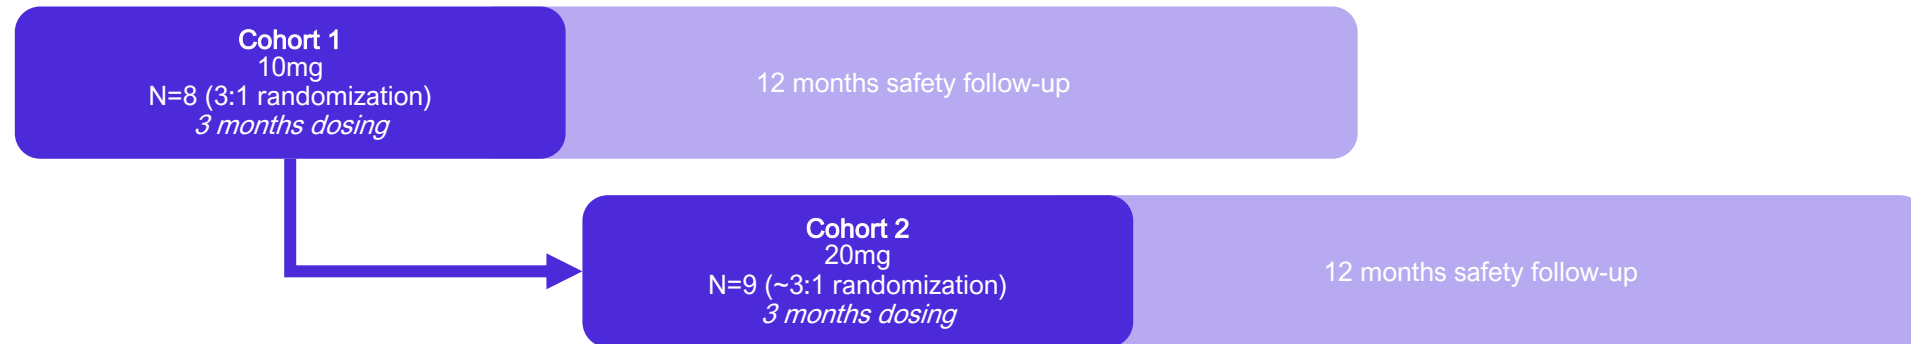 Cohort 1
10mg
N=8 (3:1 randomization)
3 months dosing
12 months safety follow-up
Cohort 2
20mg
N=9 (~3:1 randomization)
3 months dosing
12 months safety follow-up